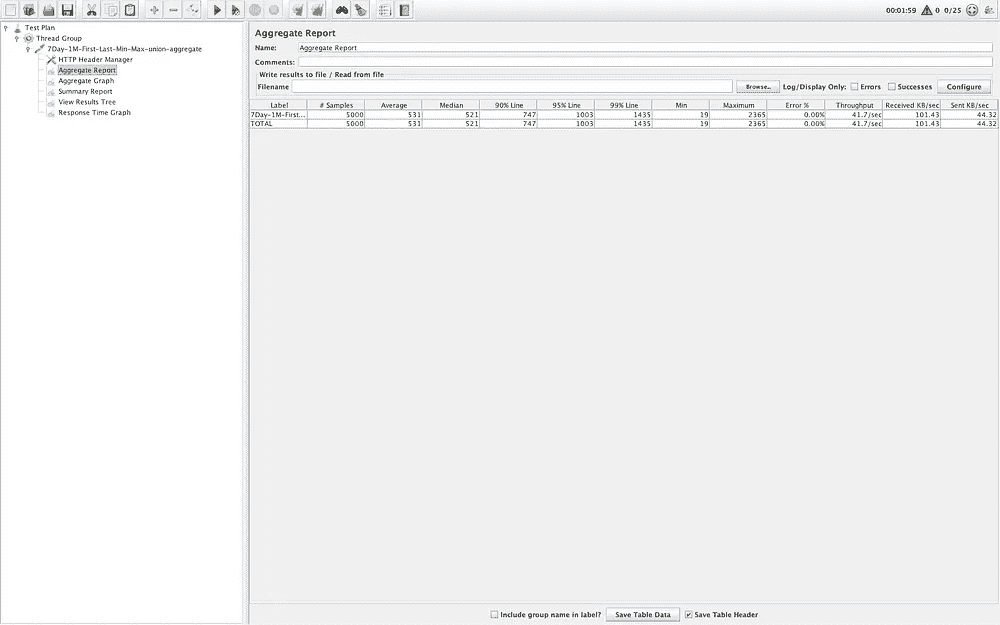 00:01:59 0 0/25
Test Plan
Thread Group
7Day-1M-First-Last-Min-Max-union-aggregate
HTTP Header Manager
Aggregate Report
Aggregate Graph
Summary Report
View Results Tree
Response Time Graph
Aggregate Report
Name: Aggregate Report
Comments:
Write results to file / Read from file
Filename Browse... Log/Display Only: Errors Successes Configure
Label # Samples Average Median 90% Line 95% Line 99% Line Min Maximum Error % Throughput Received KB/sec Sent KB/sec
7Day-1M-First... 5000 531 521 747 1003 1435 19 2365 0.00% 41.7/sec 101.43 44.32
TOTAL 5000 531 521 747 1003 1435 19 2365 0.00% 41.7/sec 101.43 44.32
Include group name in label? Save Table Data Save Table Header